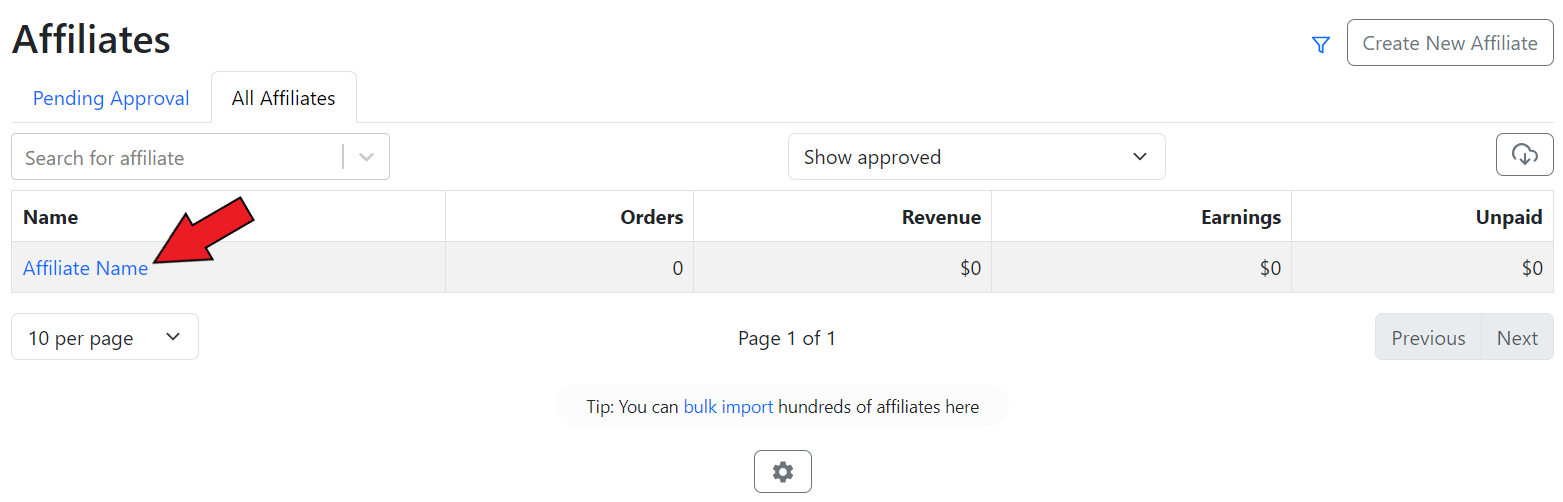 Affiliates
Create New Affiliate
Pending Approval
All Affiliates
Search for affiliate
Show approved
Name Orders Revenue Earnings Unpaid
Affiliate Name 0 $0 $0 $0
10 per page
Page 1 of 1
Previous Next
Tip: You can bulk import hundreds of affiliates here